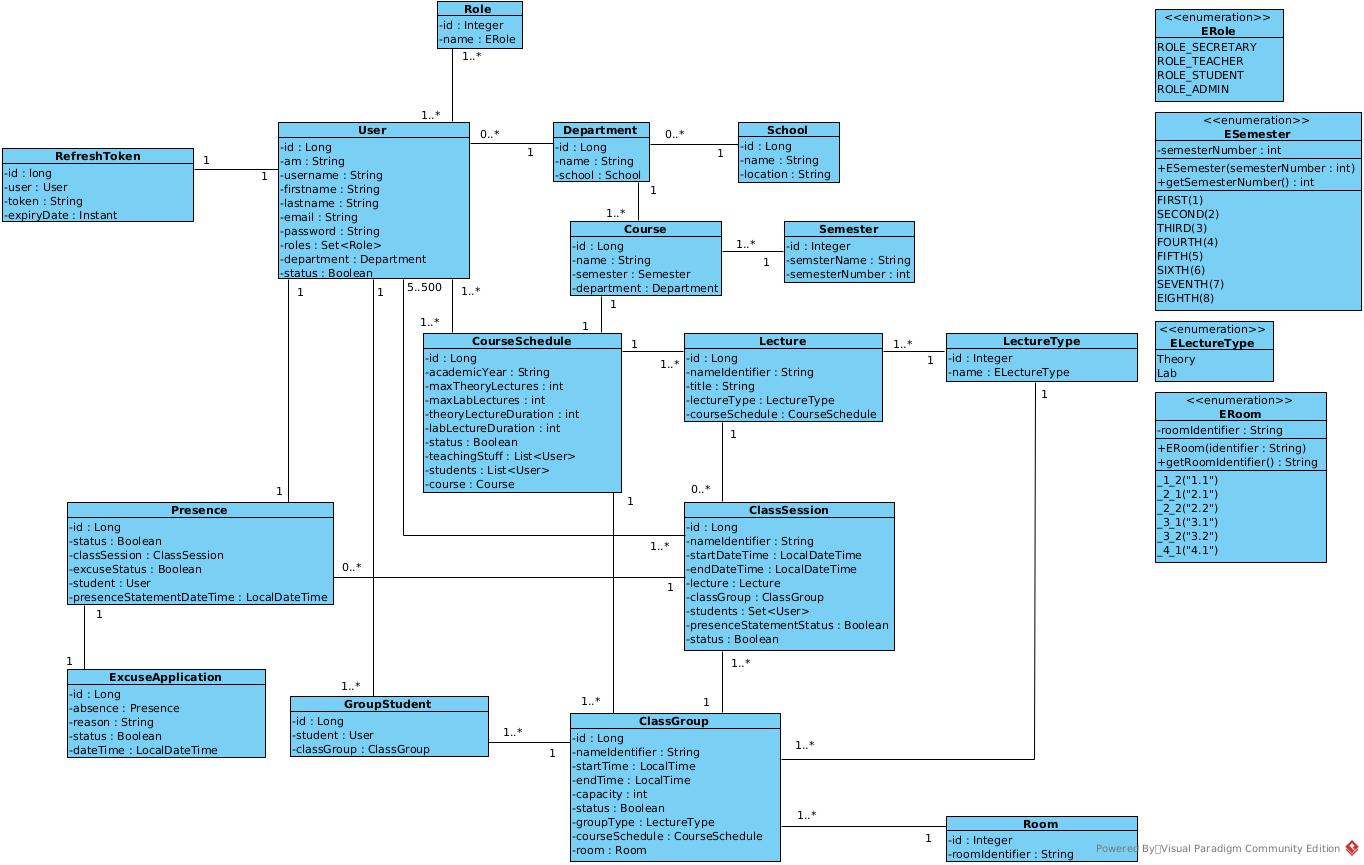 Role
-id : Integer
-name : ERole
1..*
1..*
User
-id : Long
-am : String
-username : String
-firstname : String
-lastname : String
-email : String
-password : String
-roles : Set<Role>
-department : Department
-status : Boolean
RefreshToken
-id : long
-user : User
-token : String
-expiryDate : Instant
1
1
0..*
1
Department
-id : Long
-name : String
-school : School
0..*
1
School
-id : Long
-name : String
-location : String
1
1..*
Course
-id : Long
-name : String
-semester : Semester
-department : Department
1..*
1
Semester
-id : Integer
-semsterName : String
-semesterNumber : int
1
1
5..500
1..*
1..*
1
1
CourseSchedule
-id : Long
-academicYear : String
-maxTheoryLectures : int
-maxLabLectures : int
-theoryLectureDuration : int
-labLectureDuration : int
-status : Boolean
-teachingStuff : List<User>
-students : List<User>
-course : Course
1
1..*
Lecture
-id : Long
-nameIdentifier : String
-title : String
-lectureType : LectureType
-courseSchedule : CourseSchedule
1..*
1
LectureType
-id : Integer
-name : ELectureType
1
1
0..*
1
1
Presence
-id : Long
-status : Boolean
-classSession : ClassSession
-excuseStatus : Boolean
-student : User
-presenceStatementDateTime : LocalDateTime
0..*
1
1..*
ClassSession
-id : Long
-nameIdentifier : String
-startDateTime : LocalDateTime
-endDateTime : LocalDateTime
-lecture : Lecture
-classGroup : ClassGroup
-students : Set<User>
-presenceStatementStatus : Boolean
-status : Boolean
1
1
ExcuseApplication
-id : Long
-absence : Presence
-reason : String
-status : Boolean
-dateTime : LocalDateTime
1..*
GroupStudent
-id : Long
-student : User
-classGroup : ClassGroup
1..*
1
1..*
1..*
1
ClassGroup
-id : Long
-nameIdentifier : String
-startTime : LocalTime
-endTime : LocalTime
-capacity : int
-status : Boolean
-groupType : LectureType
-courseSchedule : CourseSchedule
-room : Room
1..*
1..*
1
Room
-id : Integer
-roomIdentifier : String
<<enumeration>>
ERole
ROLE_SECRETARY
ROLE_TEACHER
ROLE_STUDENT
ROLE_ADMIN
<<enumeration>>
ESemester
-semesterNumber : int
+ESemester(semesterNumber : int)
+getSemesterNumber() : int
FIRST(1)
SECOND(2)
THIRD(3)
FOURTH(4)
FIFTH(5)
SIXTH(6)
SEVENTH(7)
EIGHTH(8)
<<enumeration>>
ELectureType
Theory
Lab
<<enumeration>>
ERoom
-roomIdentifier : String
+ERoom(identifier : String)
+getRoomIdentifier() : String
_1_2("1.1")
_2_1("2.1")
_2_2("2.2")
_3_1("3.1")
_3_2("3.2")
_4_1("4.1")
Powered By Visual Paradigm Community Edition